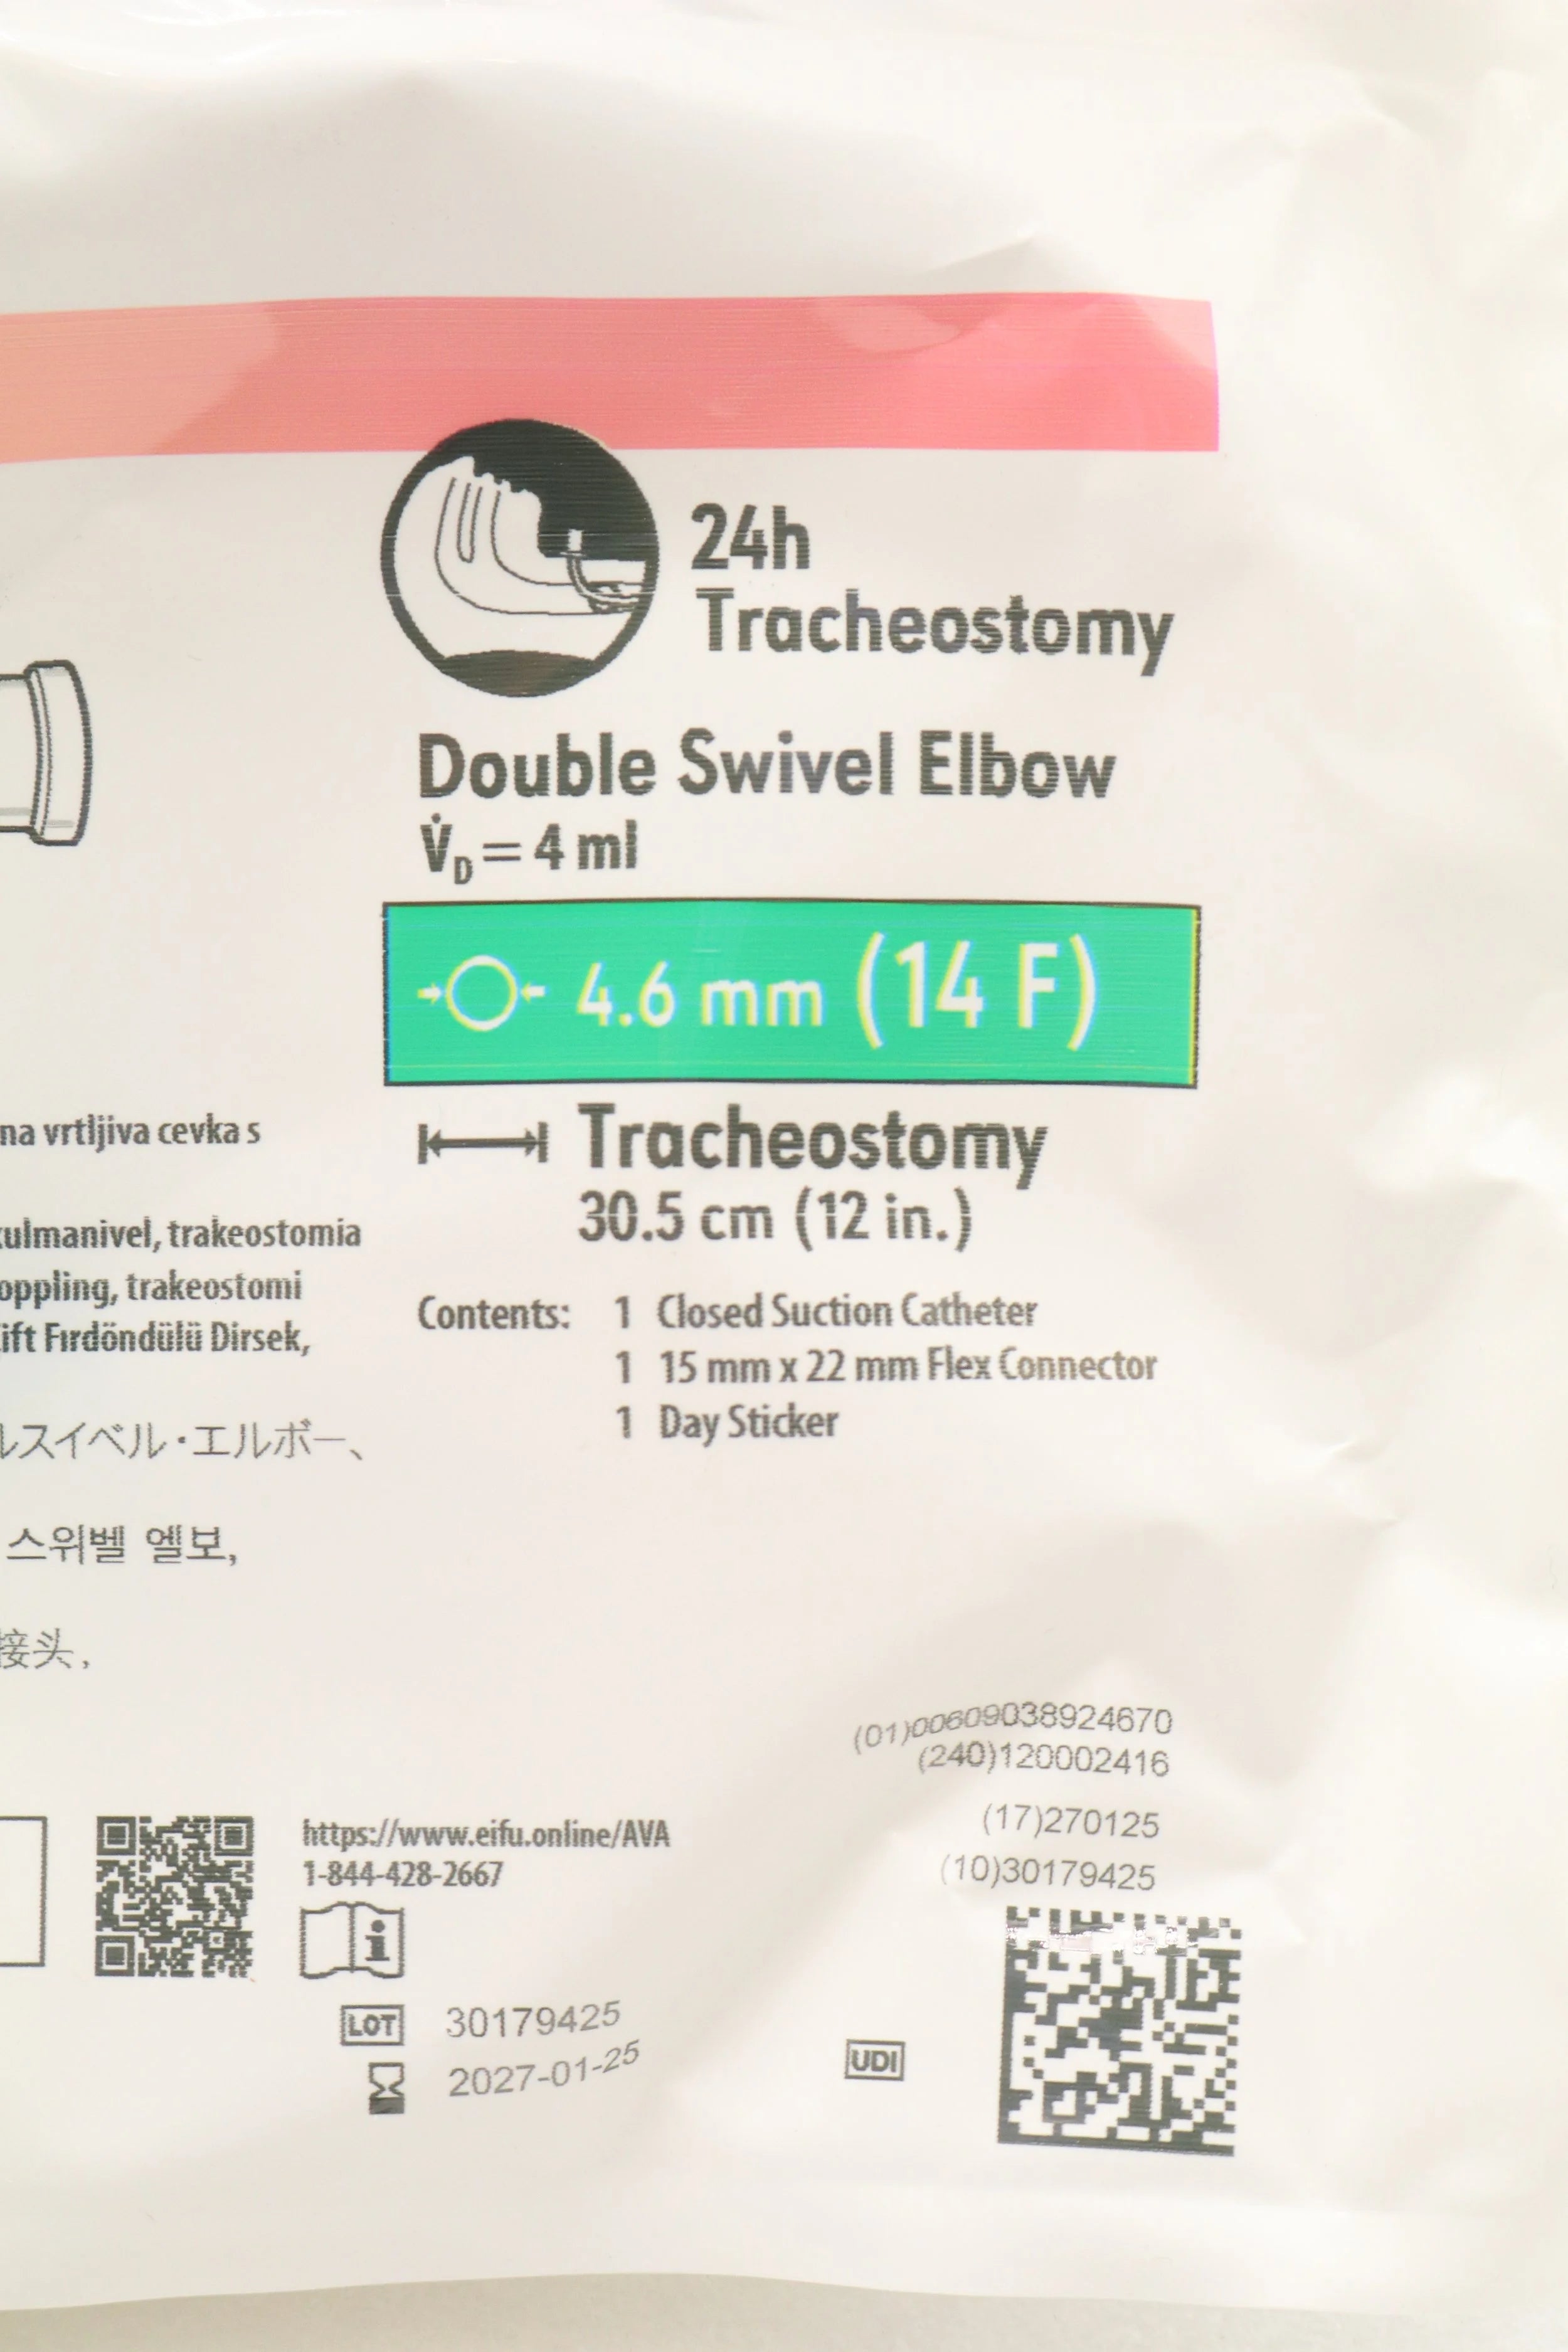 24h
Tracheostomy
Double Swivel Elbow
V̇D = 4 ml
4.6 mm (14 F)
Tracheostomy
30.5 cm (12 in.)
Contents: 1 Closed Suction Catheter
1 15 mm x 22 mm Flex Connector
1 Day Sticker
na vrtljiva cevka s
kulmanivel, trakeostomia
oppling, trakeostomi
ift Fırdöndülü Dirsek,
ルスイベル・エルボー、
스위벨 엘보,
接头,
(01)00609038924670
(240)120002416
(17)270125
(10)30179425
https://www.eifu.online/AVA
1-844-428-2667
i
LOT 30179425
2027-01-25
UDI